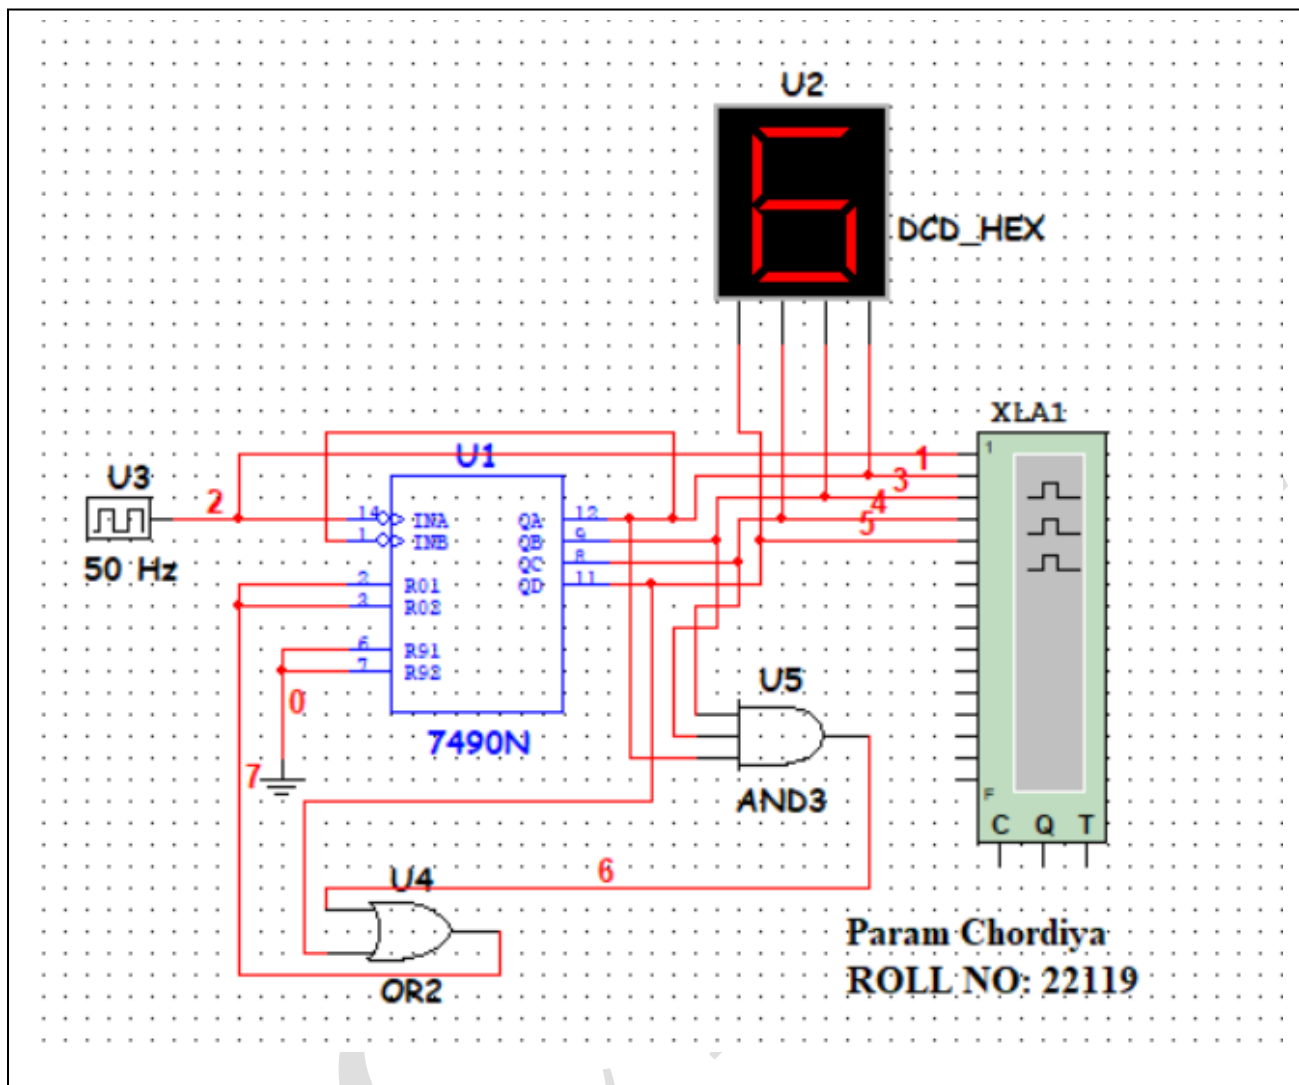 U2
DCD_HEX
XLA1
U1
U3
2
1
1
3
4
5
14
INA
QA
12
1
INB
QB
9
50 Hz
QC
8
2
R01
QD
11
3
R02
6
R91
7
R92
0
U5
7490N
7
AND3
F
C Q T
6
U4
Param Chordiya
ROLL NO: 22119
OR2